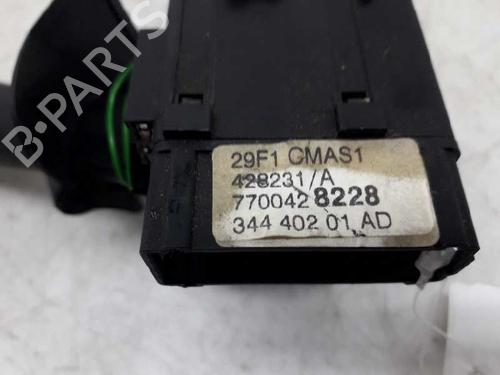 29F1 CMAS1
428231/A
7700428228
344 402 01 AD
B-PARTS